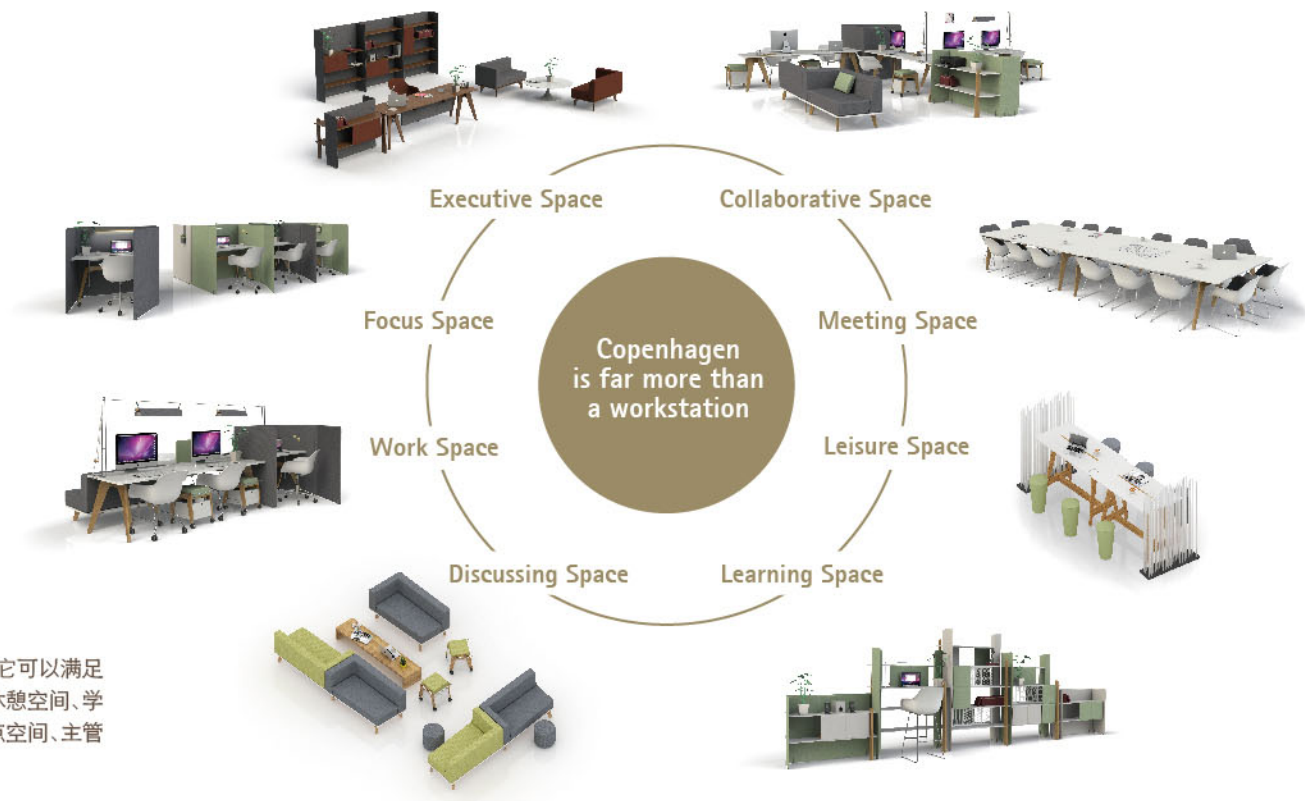 Executive Space
Collaborative Space
Focus Space
Meeting Space
Copenhagen
is far more than
a workstation
Work Space
Leisure Space
Discussing Space
Learning Space
它可以满足
憩空间、学
空间、主管